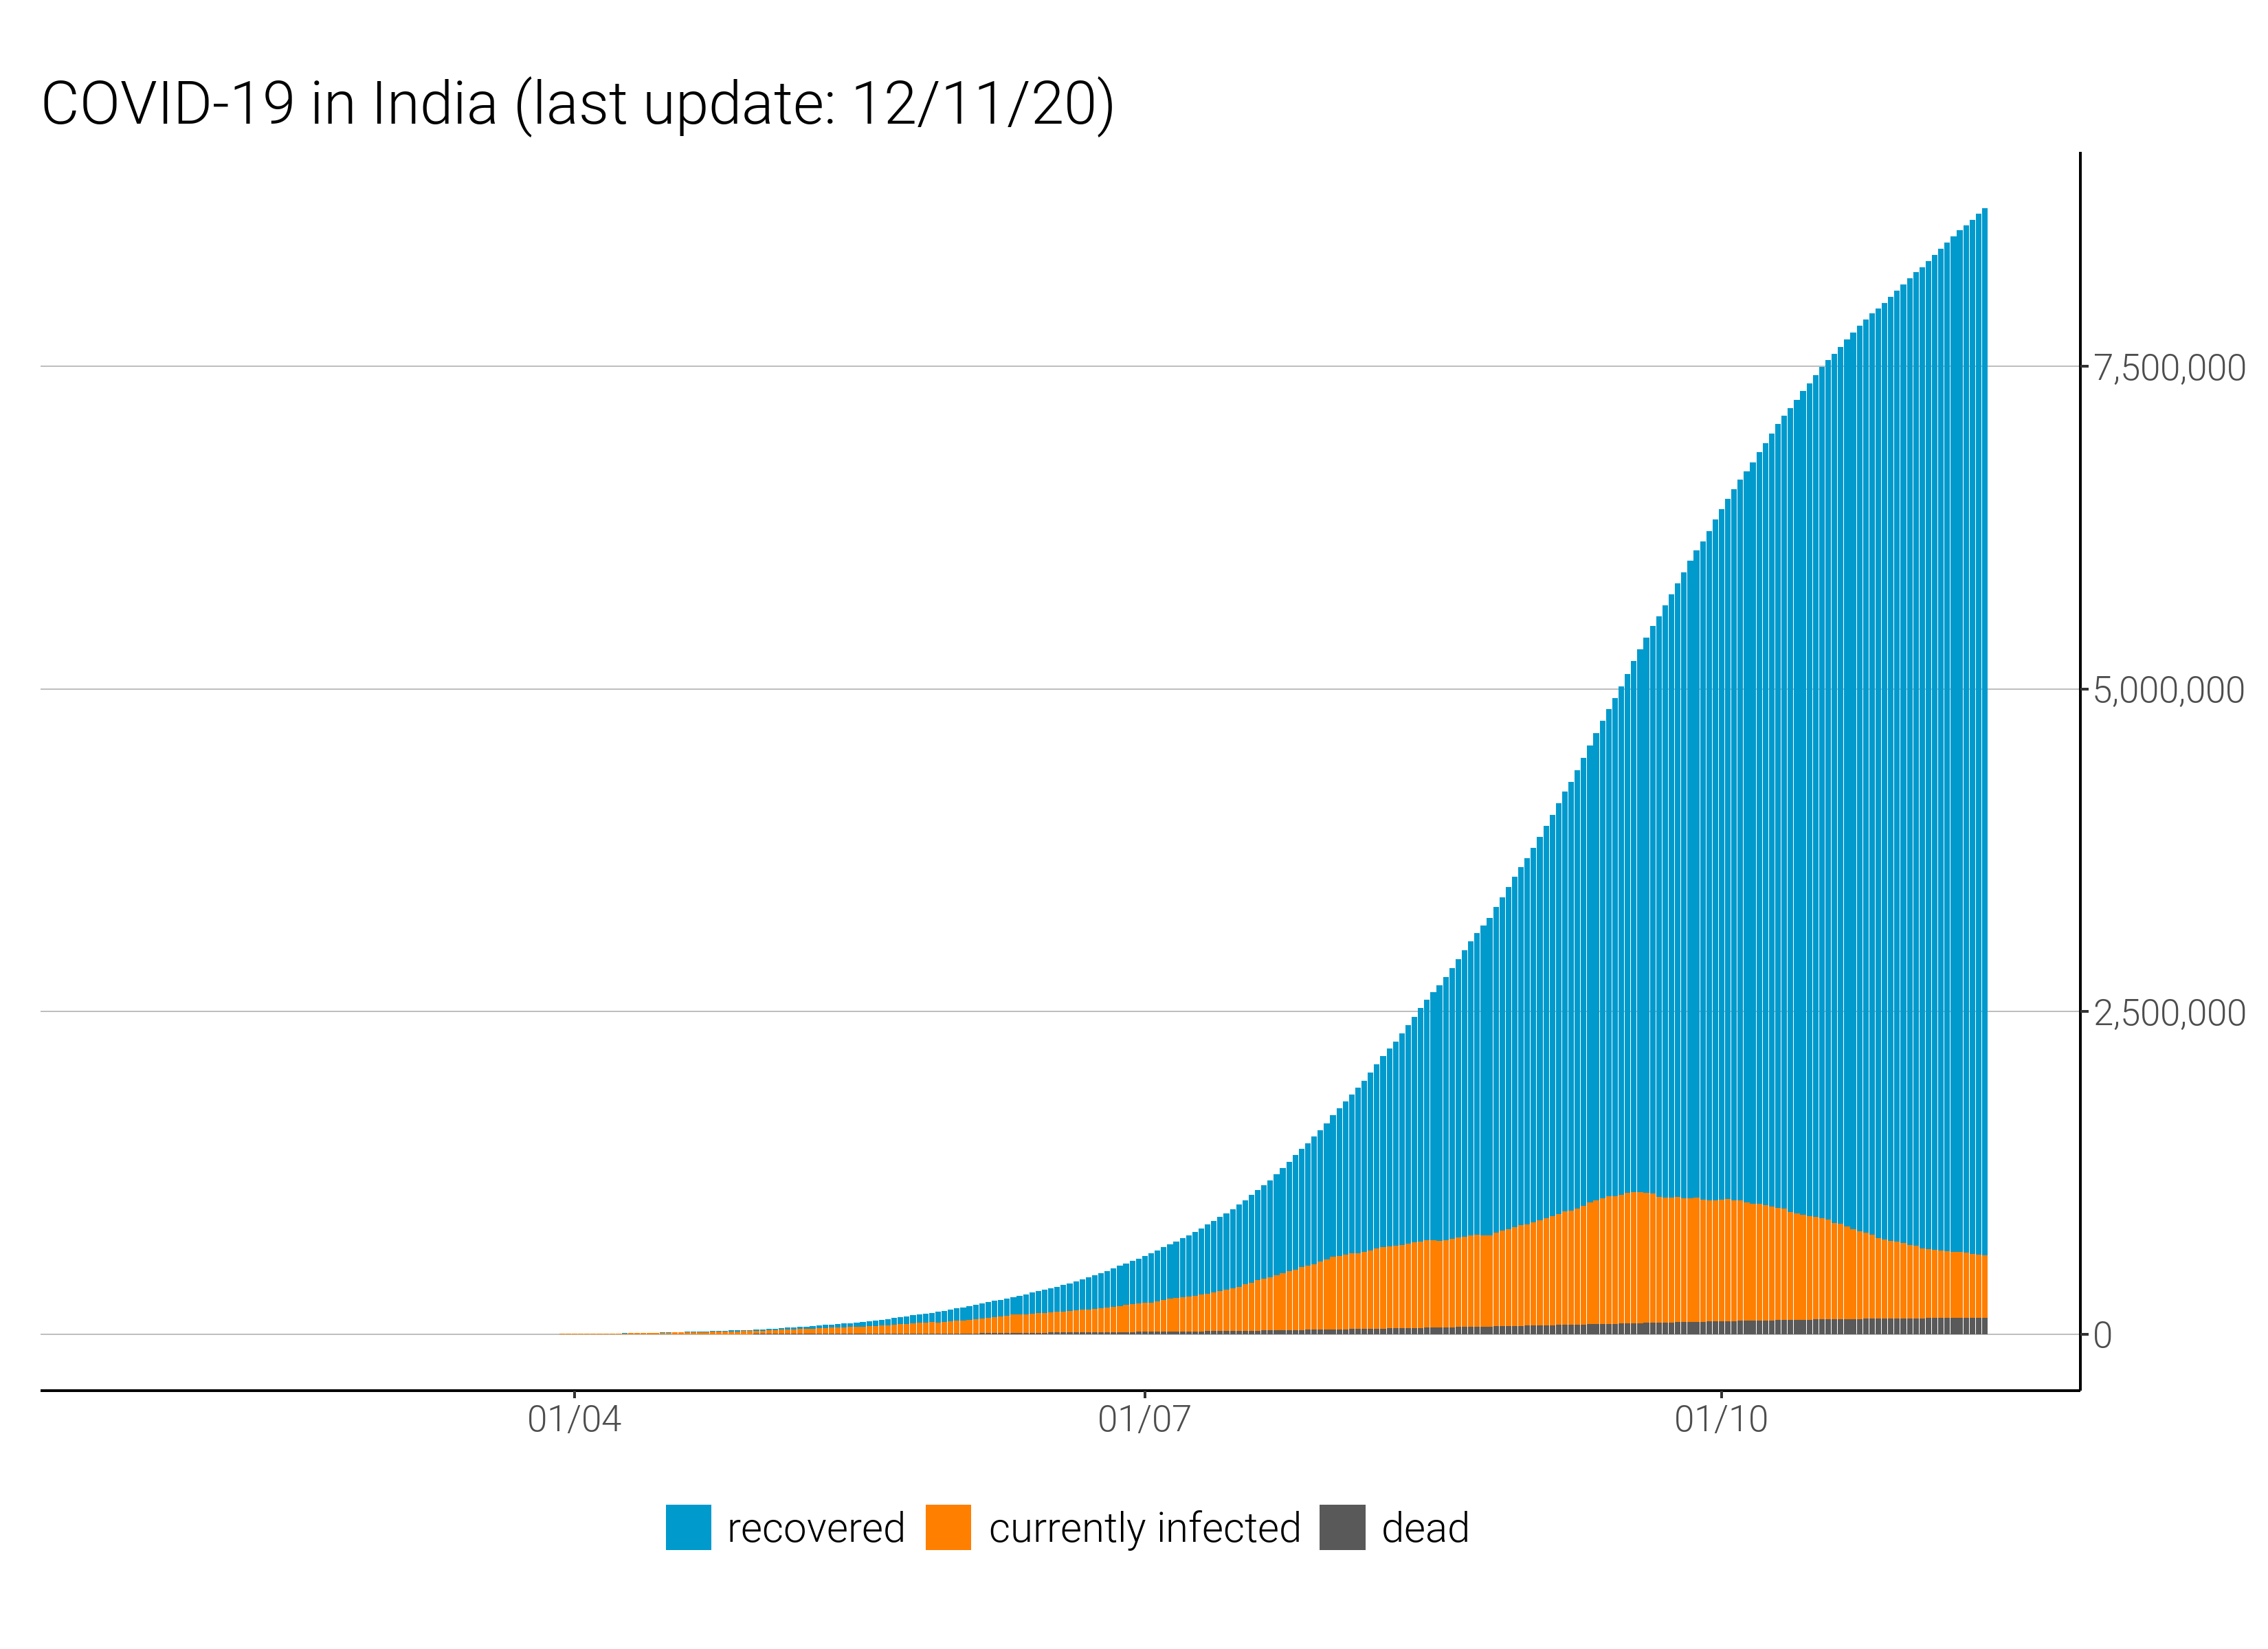 COVID-19 in India (last update: 12/11/20)
7,500,000
5,000,000
2,500,000
0
01/04 01/07 01/10
recovered currently infected dead